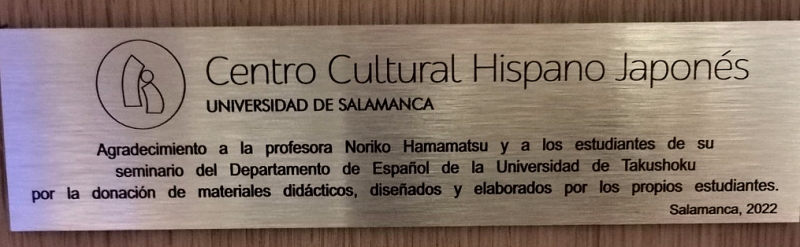 Centro Cultural Hispano Japonés
UNIVERSIDAD DE SALAMANCA
Agradecimiento a la profesora Noriko Hamamatsu y a los estudiantes de su
seminario del Departamento de Español de la Universidad de Takushoku
por la donación de materiales didácticos, diseñados y elaborados por los propios estudiantes.
Salamanca, 2022